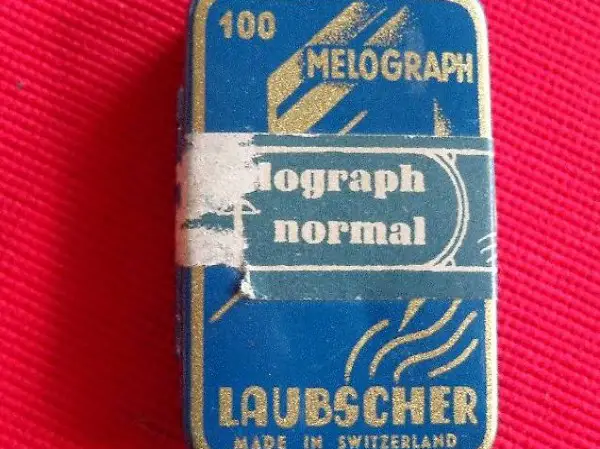 100
MELOGRAPH
lograph
normal
LAUBSCHER
MADE IN SWITZERLAND